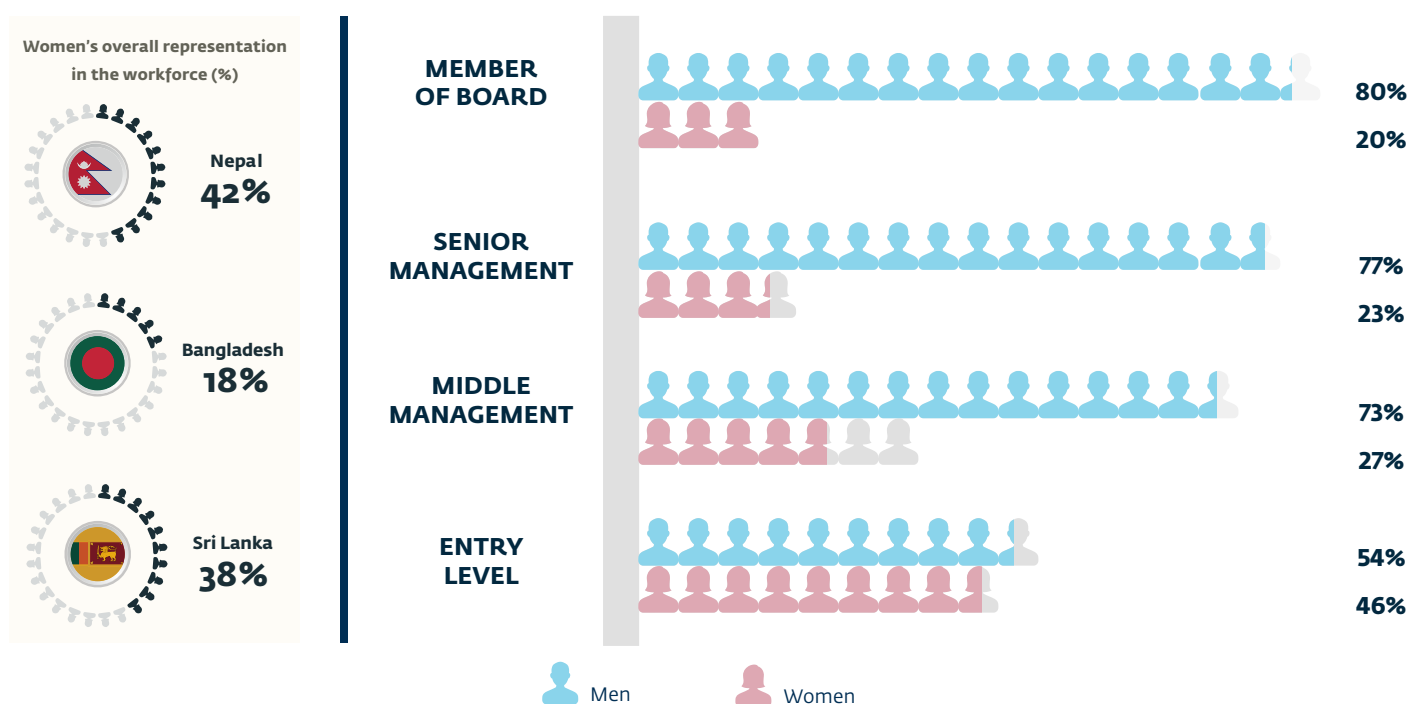 Women's overall representation
in the workforce (%)
Nepal
42%
Bangladesh
18%
Sri Lanka
38%
MEMBER
OF BOARD
80%
20%
SENIOR
MANAGEMENT
77%
23%
MIDDLE
MANAGEMENT
73%
27%
ENTRY
LEVEL
54%
46%
Men
Women